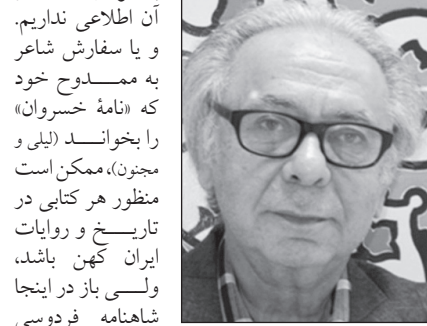 آن اطلاعی نداریم.
و یا سفارش شاعر
به ممـــدوح خود
که «نامهٔ خسروان»
را بخوانـــد (لیلی و
مجنون)، ممکن است
منظور هر کتابی در
تاریـــخ و روایات
ایران کهن باشد،
ولـــی باز در اینجا
شاهنامه فردوسی